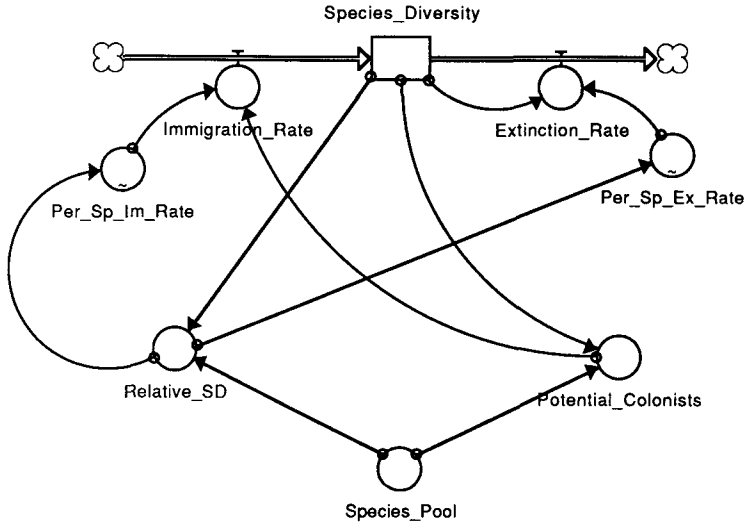 Species_Diversity
Immigration_Rate
Extinction_Rate
~
Per_Sp_Im_Rate
~
Per_Sp_Ex_Rate
Relative_SD
Potential_Colonists
Species_Pool